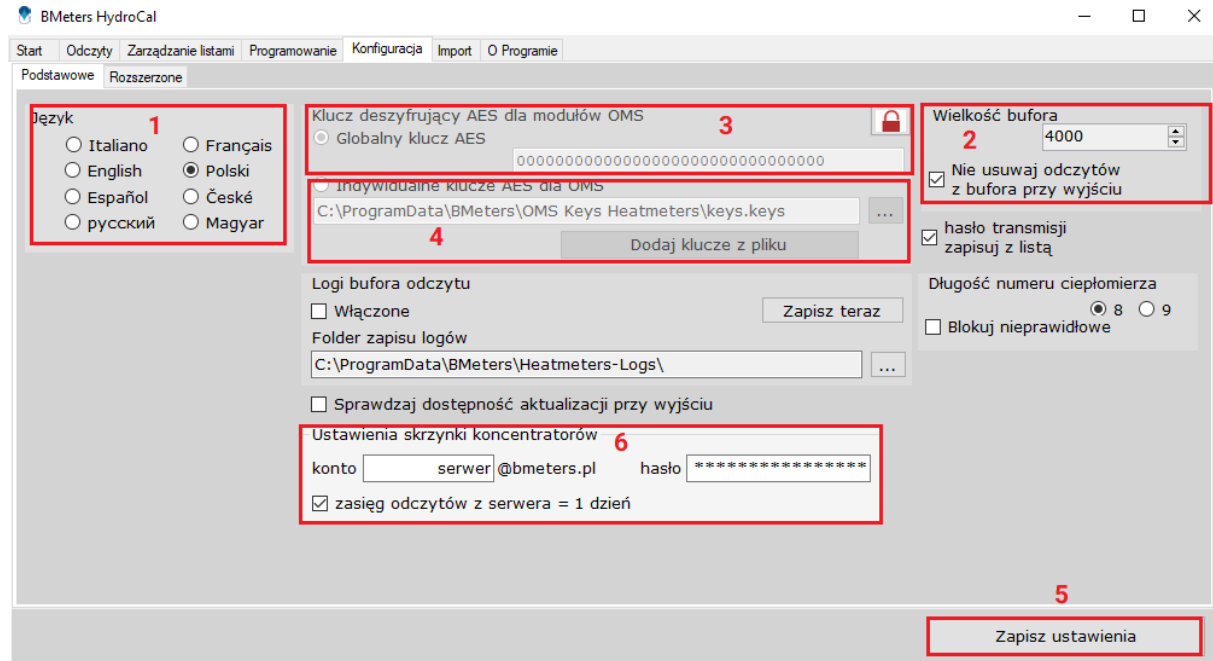 BMeters HydroCal
Start Odczyty Zarządzanie listami Programowanie Konfiguracja Import O Programie
Podstawowe Rozszerzone
Język
1
Italiano Français
English Polski
Español České
русский Magyar
Klucz deszyfrujący AES dla modułów OMS
3
Globalny klucz AES
00000000000000000000000000000000
Indywidualne klucze AES dla OMS
C:\ProgramData\BMeters\OMS Keys Heatmeters\keys.keys ...
4
Dodaj klucze z pliku
Logi bufora odczytu
Włączone Zapisz teraz
Folder zapisu logów
C:\ProgramData\BMeters\Heatmeters-Logs\ ...
Sprawdzaj dostępność aktualizacji przy wyjściu
Ustawienia skrzynki koncentratorów
6
konto serwer @bmeters.pl hasło ****************
zasięg odczytów z serwera = 1 dzień
Wielkość bufora
2
4000
Nie usuwaj odczytów
z bufora przy wyjściu
hasło transmisji
zapisuj z listą
Długość numeru ciepłomierza
8 9
Blokuj nieprawidłowe
5
Zapisz ustawienia